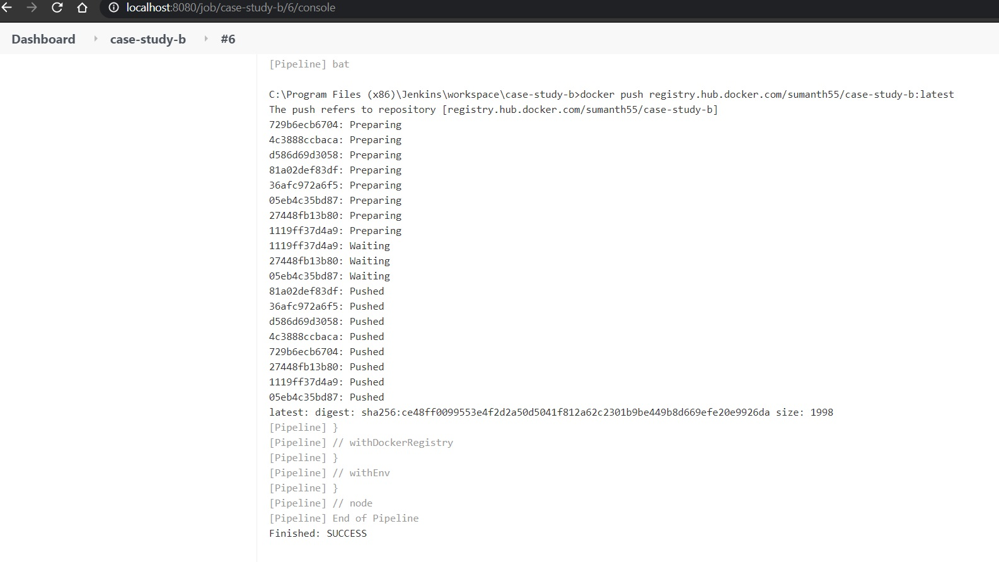 localhost:8080/job/case-study-b/6/console
Dashboard case-study-b #6
[Pipeline] bat
C:\Program Files (x86)\Jenkins\workspace\case-study-b>docker push registry.hub.docker.com/sumanth55/case-study-b:latest
The push refers to repository [registry.hub.docker.com/sumanth55/case-study-b]
729b6ecb6704: Preparing
4c3888ccbaca: Preparing
d586d69d3058: Preparing
81a02def83df: Preparing
36afc972a6f5: Preparing
05eb4c35bd87: Preparing
27448fb13b80: Preparing
1119ff37d4a9: Preparing
1119ff37d4a9: Waiting
27448fb13b80: Waiting
05eb4c35bd87: Waiting
81a02def83df: Pushed
36afc972a6f5: Pushed
d586d69d3058: Pushed
4c3888ccbaca: Pushed
729b6ecb6704: Pushed
27448fb13b80: Pushed
1119ff37d4a9: Pushed
05eb4c35bd87: Pushed
latest: digest: sha256:ce48ff0099553e4f2d2a50d5041f812a62c2301b9be449b8d669efe20e9926da size: 1998
[Pipeline] }
[Pipeline] // withDockerRegistry
[Pipeline] }
[Pipeline] // withEnv
[Pipeline] }
[Pipeline] // node
[Pipeline] End of Pipeline
Finished: SUCCESS